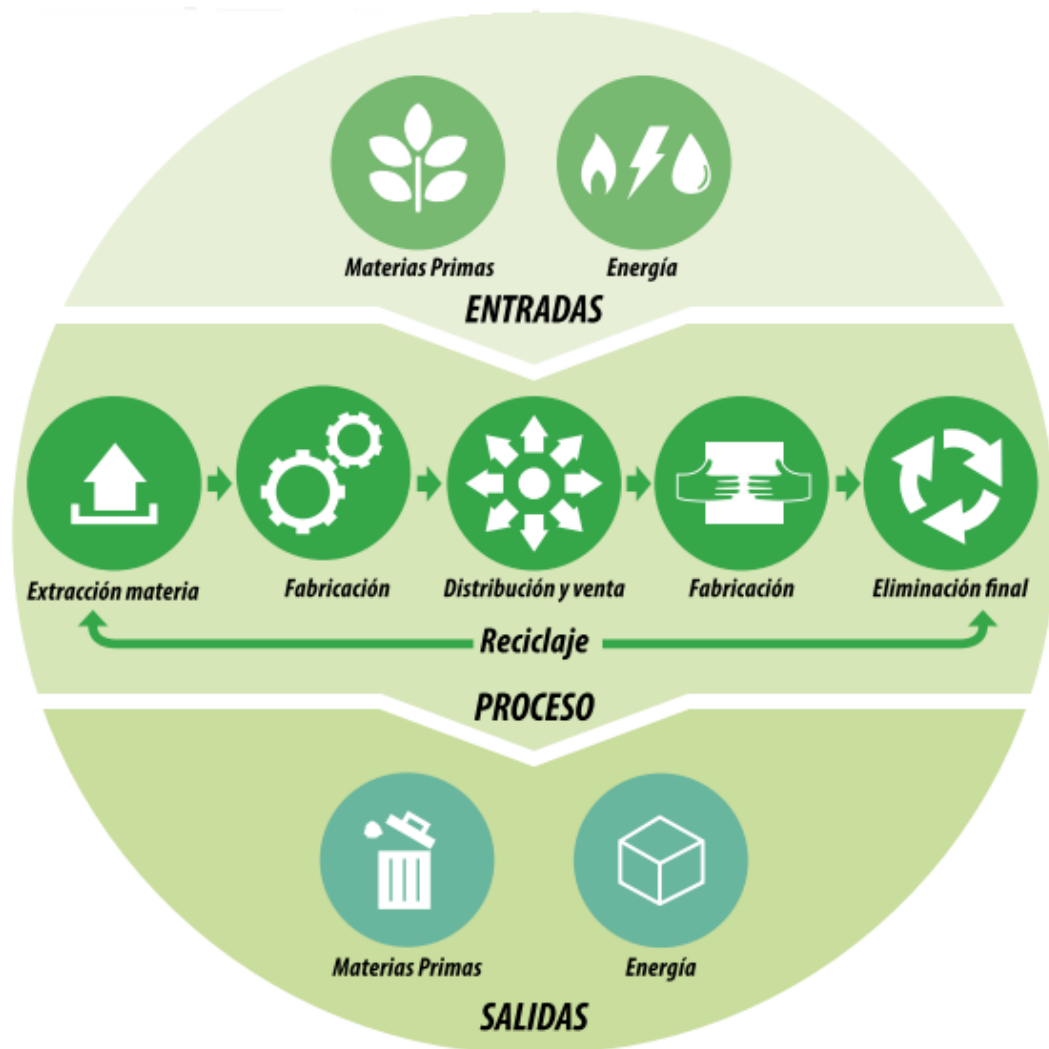 Materias Primas
Energía
ENTRADAS
Extracción materia
Fabricación
Distribución y venta
Fabricación
Eliminación final
Reciclaje
PROCESO
Materias Primas
Energía
SALIDAS